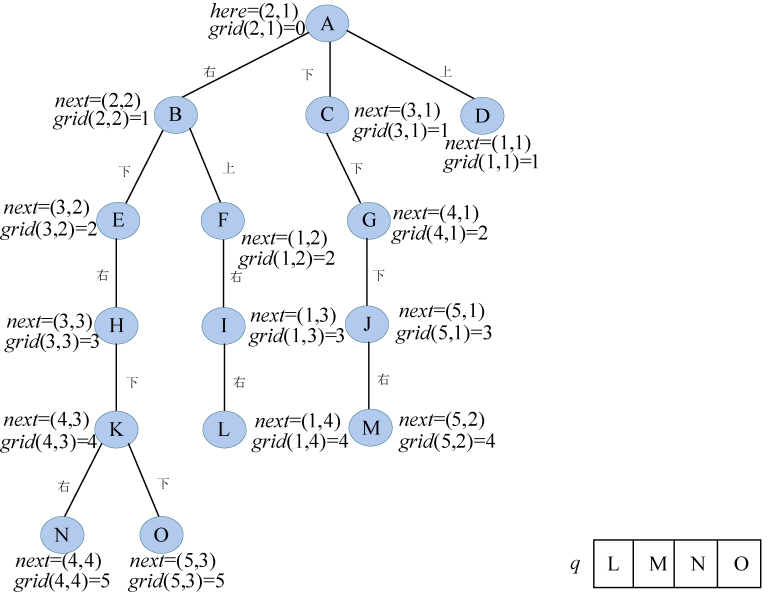 here=(2,1)
grid(2,1)=0
A
右
下
上
next=(2,2)
grid(2,2)=1
B
C
next=(3,1)
grid(3,1)=1
D
next=(1,1)
grid(1,1)=1
下
上
下
next=(3,2)
grid(3,2)=2
E
F
next=(1,2)
grid(1,2)=2
G
next=(4,1)
grid(4,1)=2
右
右
下
next=(3,3)
grid(3,3)=3
H
I
next=(1,3)
grid(1,3)=3
J
next=(5,1)
grid(5,1)=3
下
右
右
next=(4,3)
grid(4,3)=4
K
L
next=(1,4)
grid(1,4)=4
M
next=(5,2)
grid(5,2)=4
右
下
N
O
next=(4,4)
grid(4,4)=5
next=(5,3)
grid(5,3)=5
q L M N O